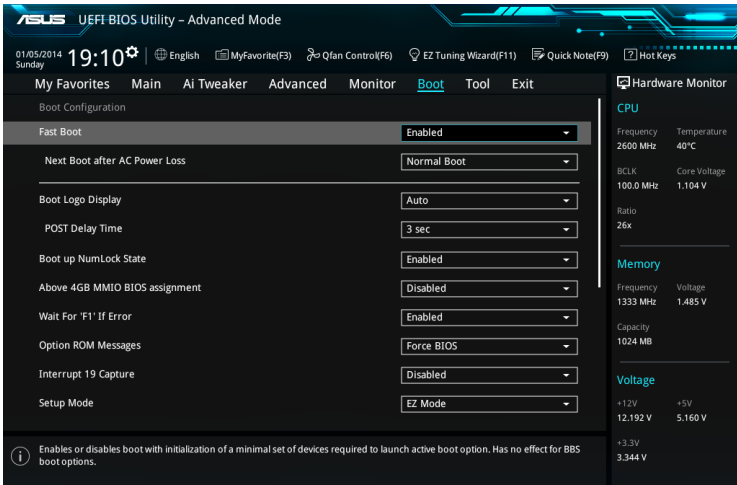 ASUS UEFI BIOS Utility – Advanced Mode
01/05/2014 Sunday 19:10 English MyFavorite(F3) Qfan Control(F6) EZ Tuning Wizard(F11) Quick Note(F9) ? Hot Keys
My Favorites Main Ai Tweaker Advanced Monitor Boot Tool Exit
Boot Configuration
Fast Boot Enabled
Next Boot after AC Power Loss Normal Boot
Boot Logo Display Auto
POST Delay Time 3 sec
Boot up NumLock State Enabled
Above 4GB MMIO BIOS assignment Disabled
Wait For 'F1' If Error Enabled
Option ROM Messages Force BIOS
Interrupt 19 Capture Disabled
Setup Mode EZ Mode
i Enables or disables boot with initialization of a minimal set of devices required to launch active boot option. Has no effect for BBS
boot options.
Hardware Monitor
CPU
Frequency Temperature
2600 MHz 40°C
BCLK Core Voltage
100.0 MHz 1.104 V
Ratio
26x
Memory
Frequency Voltage
1333 MHz 1.485 V
Capacity
1024 MB
Voltage
+12V +5V
12.192 V 5.160 V
+3.3V
3.344 V